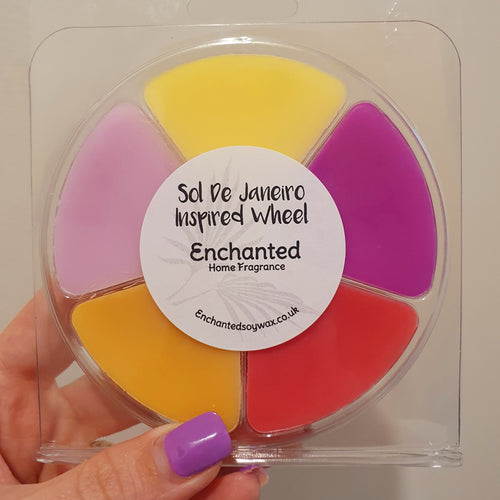 Sol De Janeiro
Inspired Wheel
Enchanted
Home Fragrance
Enchantedsoywax.co.uk